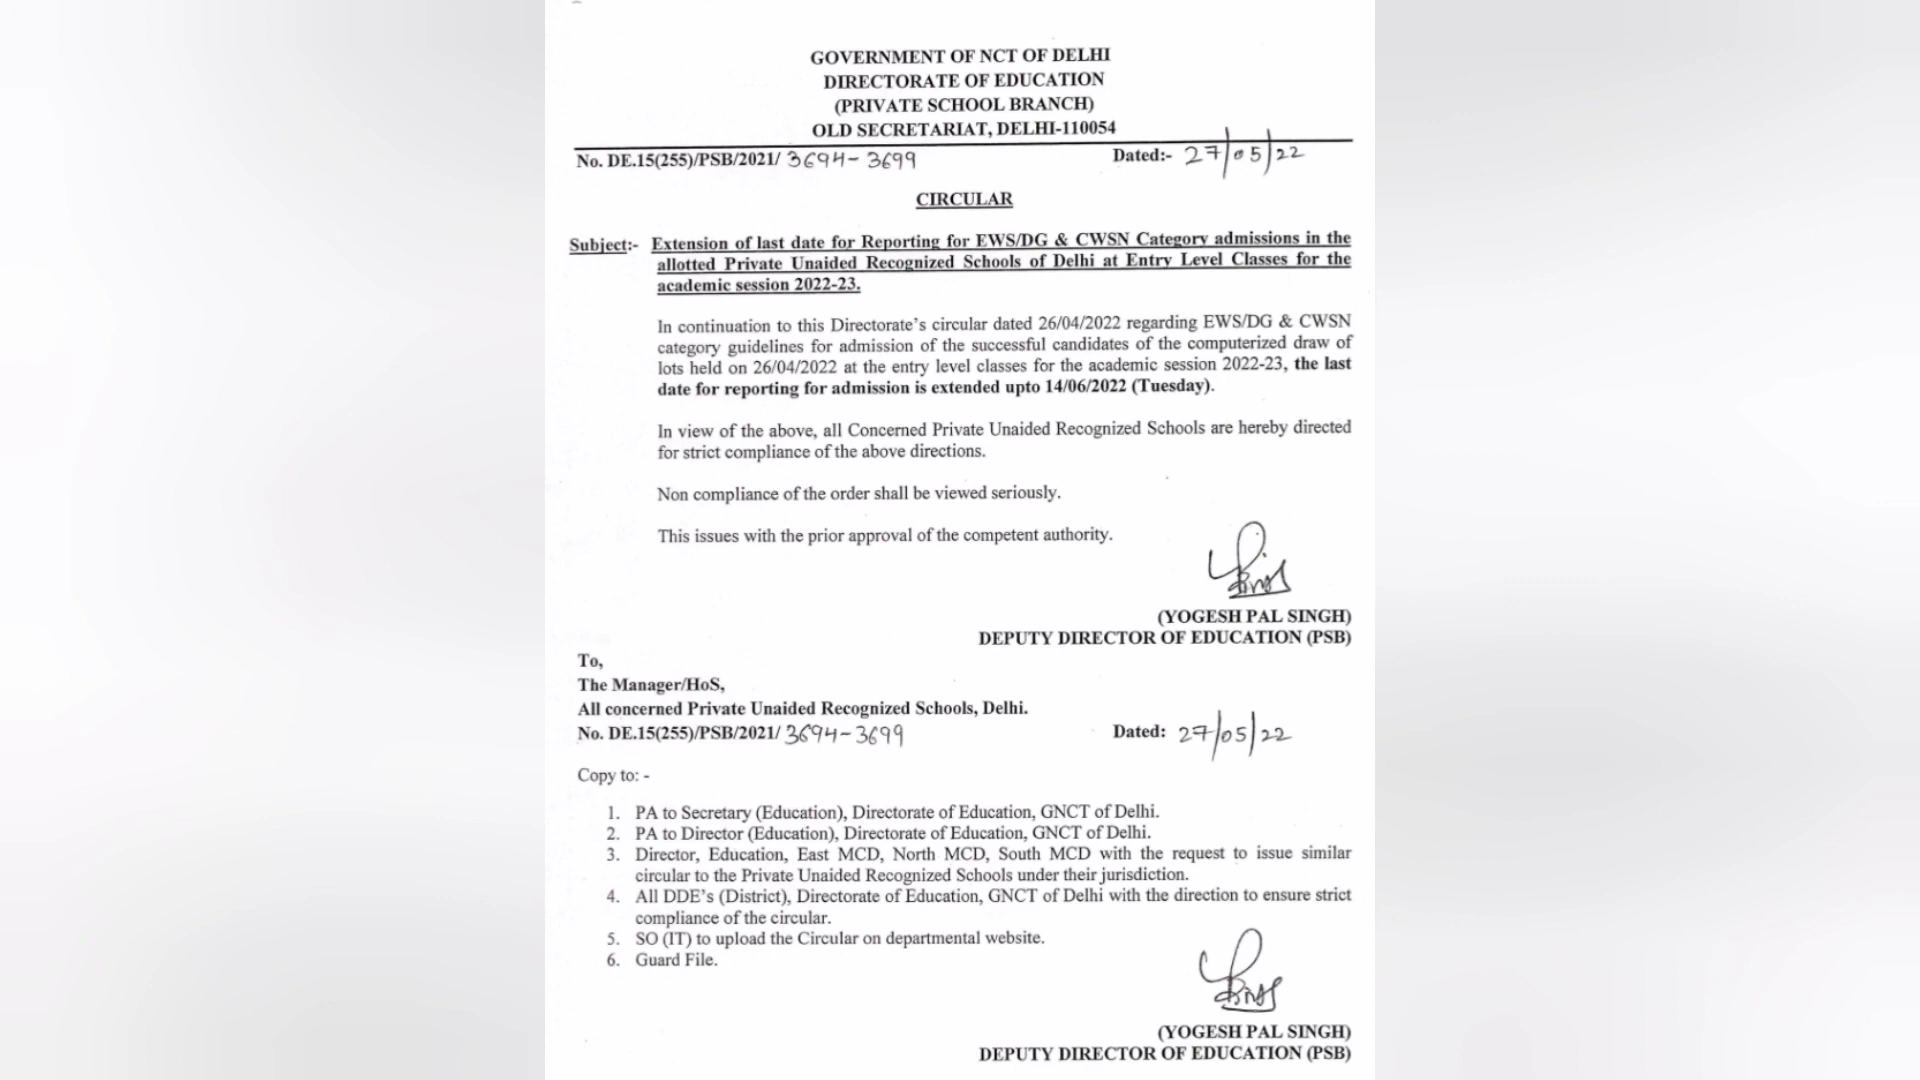 GOVERNMENT OF NCT OF DELHI
DIRECTORATE OF EDUCATION
(PRIVATE SCHOOL BRANCH)
OLD SECRETARIAT, DELHI-110054
No. DE.15(255)/PSB/2021/ 3694-3699 Dated:- 27/05/22
CIRCULAR
Subject:- Extension of last date for Reporting for EWS/DG & CWSN Category admissions in the
allotted Private Unaided Recognized Schools of Delhi at Entry Level Classes for the
academic session 2022-23.
In continuation to this Directorate's circular dated 26/04/2022 regarding EWS/DG & CWSN
category guidelines for admission of the successful candidates of the computerized draw of
lots held on 26/04/2022 at the entry level classes for the academic session 2022-23, the last
date for reporting for admission is extended upto 14/06/2022 (Tuesday).
In view of the above, all Concerned Private Unaided Recognized Schools are hereby directed
for strict compliance of the above directions.
Non compliance of the order shall be viewed seriously.
This issues with the prior approval of the competent authority.
(YOGESH PAL SINGH)
DEPUTY DIRECTOR OF EDUCATION (PSB)
To,
The Manager/HoS,
All concerned Private Unaided Recognized Schools, Delhi.
No. DE.15(255)/PSB/2021/ 3694-3699 Dated: 27/05/22
Copy to: -
1. PA to Secretary (Education), Directorate of Education, GNCT of Delhi.
2. PA to Director (Education), Directorate of Education, GNCT of Delhi.
3. Director, Education, East MCD, North MCD, South MCD with the request to issue similar
circular to the Private Unaided Recognized Schools under their jurisdiction.
4. All DDE's (District), Directorate of Education, GNCT of Delhi with the direction to ensure strict
compliance of the circular.
5. SO (IT) to upload the Circular on departmental website.
6. Guard File.
(YOGESH PAL SINGH)
DEPUTY DIRECTOR OF EDUCATION (PSB)